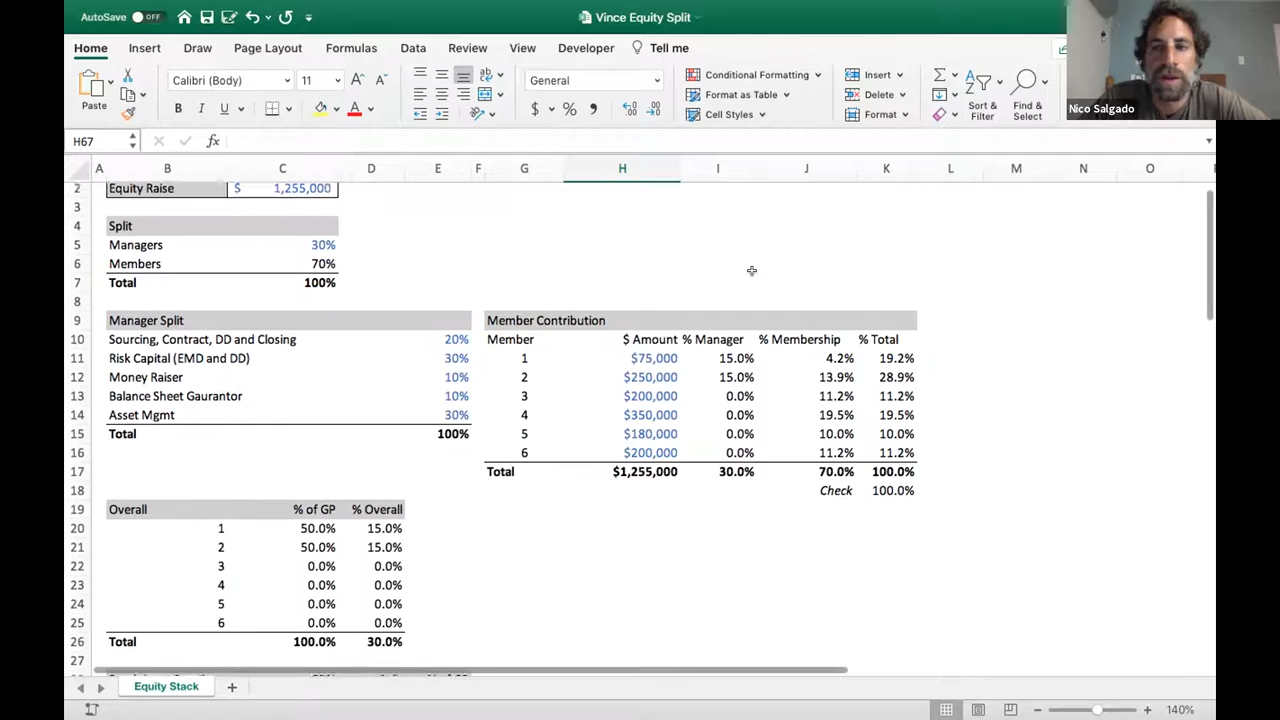 AutoSave OFF Vince Equity Split
Home Insert Draw Page Layout Formulas Data Review View Developer Tell me
Paste Calibri (Body) 11 General Conditional Formatting Format as Table Cell Styles Insert Delete Format Sort & Filter Find & Select
Nico Salgado
H67 fx
A B C D E F G H I J K L M N O
2 Equity Raise $ 1,255,000
3
4 Split
5 Managers 30%
6 Members 70%
7 Total 100%
8
9 Manager Split Member Contribution
10 Sourcing, Contract, DD and Closing 20% Member $ Amount % Manager % Membership % Total
11 Risk Capital (EMD and DD) 30% 1 $75,000 15.0% 4.2% 19.2%
12 Money Raiser 10% 2 $250,000 15.0% 13.9% 28.9%
13 Balance Sheet Gaurantor 10% 3 $200,000 0.0% 11.2% 11.2%
14 Asset Mgmt 30% 4 $350,000 0.0% 19.5% 19.5%
15 Total 100% 5 $180,000 0.0% 10.0% 10.0%
16 6 $200,000 0.0% 11.2% 11.2%
17 Total $1,255,000 30.0% 70.0% 100.0%
18 Check 100.0%
19 Overall % of GP % Overall
20 1 50.0% 15.0%
21 2 50.0% 15.0%
22 3 0.0% 0.0%
23 4 0.0% 0.0%
24 5 0.0% 0.0%
25 6 0.0% 0.0%
26 Total 100.0% 30.0%
27
Equity Stack
140%